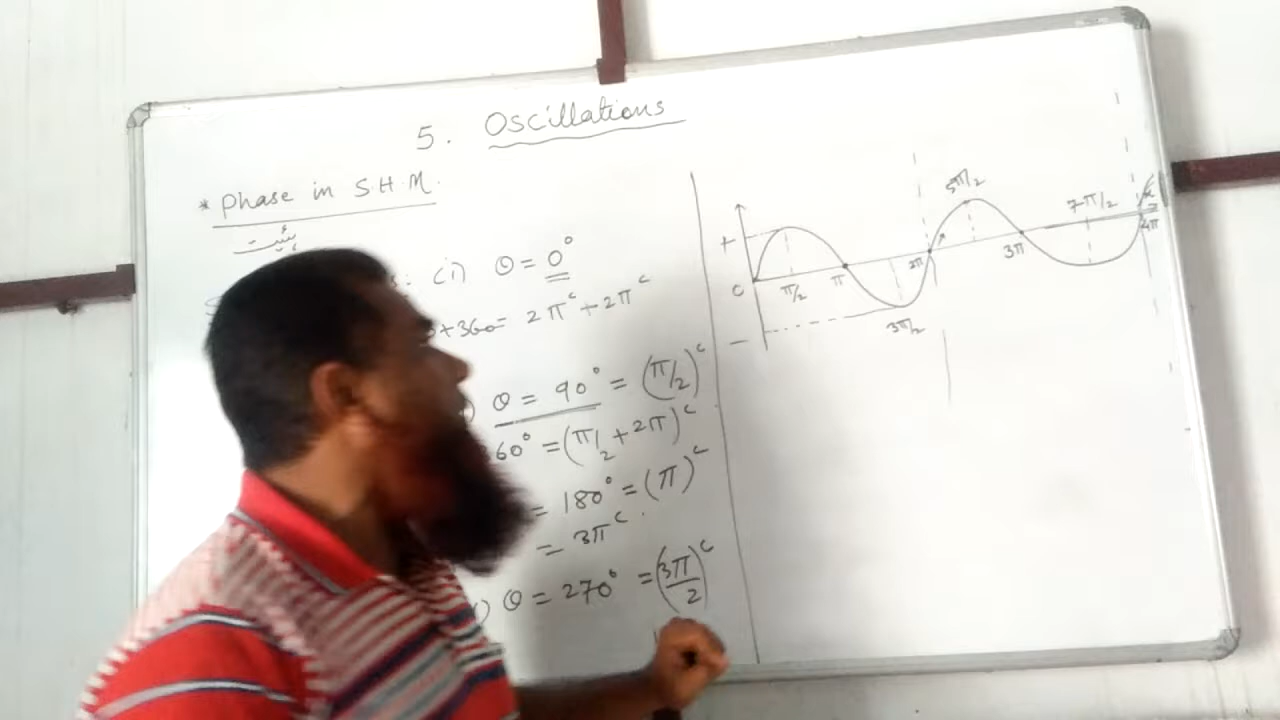 5. Oscillations
* Phase in S.H.M.
(i) θ = 0°
+360 = 2π^c + 2π^c
θ = 90° = (π/2)^c
60° = (π/2 + 2π)^c
= 180° = (π)^c
= 3π^c.
) θ = 270° = (3π/2)^c
+
0
−
π/2
π
3π/2
2π
5π/2
3π
7π/2
4π